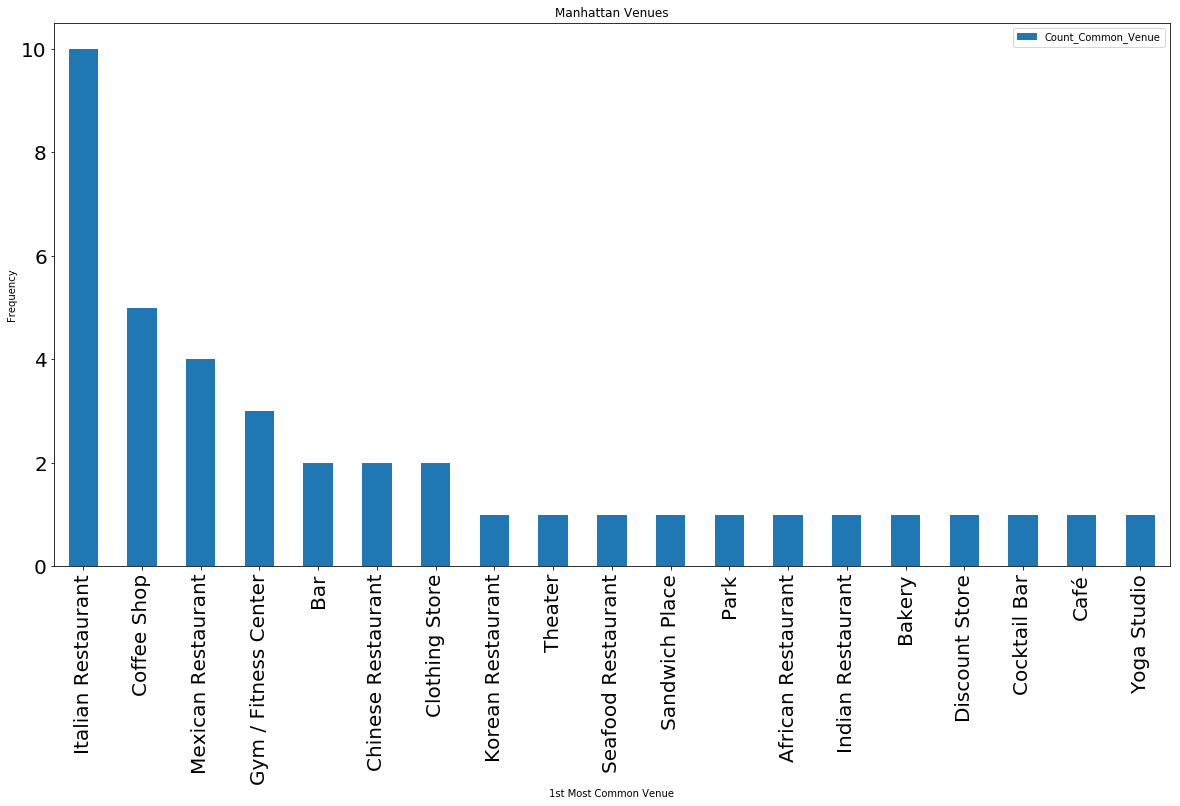 Manhattan Venues
Count_Common_Venue
Frequency
10
8
6
4
2
0
Italian Restaurant
Coffee Shop
Mexican Restaurant
Gym / Fitness Center
Bar
Chinese Restaurant
Clothing Store
Korean Restaurant
Theater
Seafood Restaurant
Sandwich Place
Park
African Restaurant
Indian Restaurant
Bakery
Discount Store
Cocktail Bar
Café
Yoga Studio
1st Most Common Venue